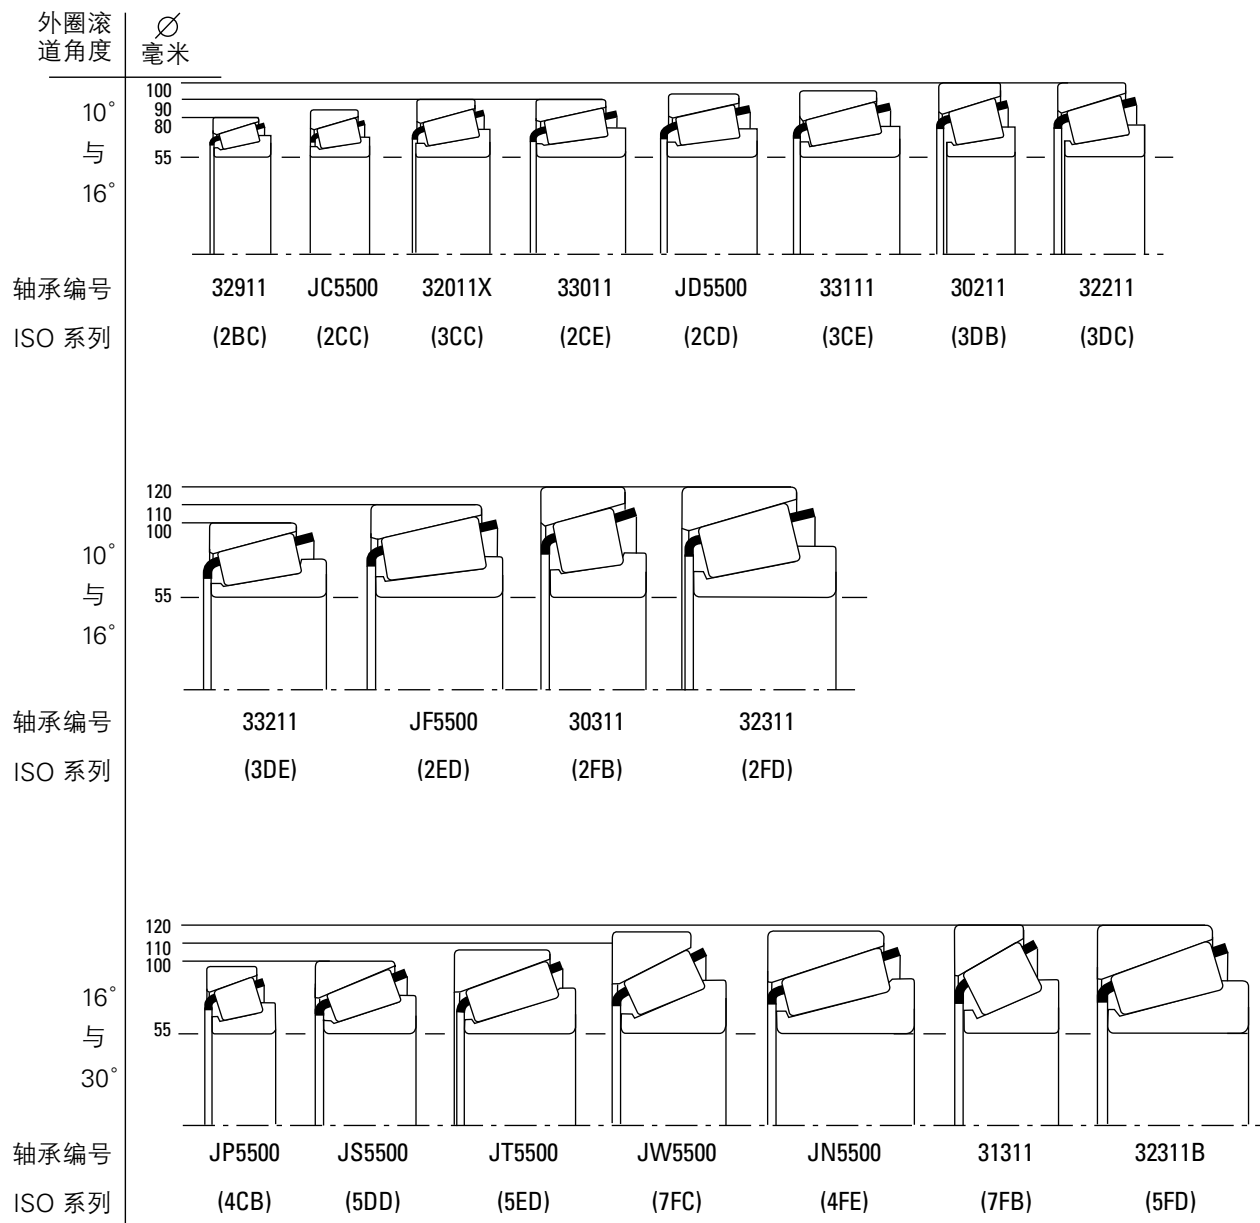 外圈滚
道角度
∅
毫米
100
90
80
55
10°
与
16°
轴承编号 32911 JC5500 32011X 33011 JD5500 33111 30211 32211
ISO 系列 (2BC) (2CC) (3CC) (2CE) (2CD) (3CE) (3DB) (3DC)
120
110
100
55
10°
与
16°
轴承编号 33211 JF5500 30311 32311
ISO 系列 (3DE) (2ED) (2FB) (2FD)
120
110
100
55
16°
与
30°
轴承编号 JP5500 JS5500 JT5500 JW5500 JN5500 31311 32311B
ISO 系列 (4CB) (5DD) (5ED) (7FC) (4FE) (7FB) (5FD)